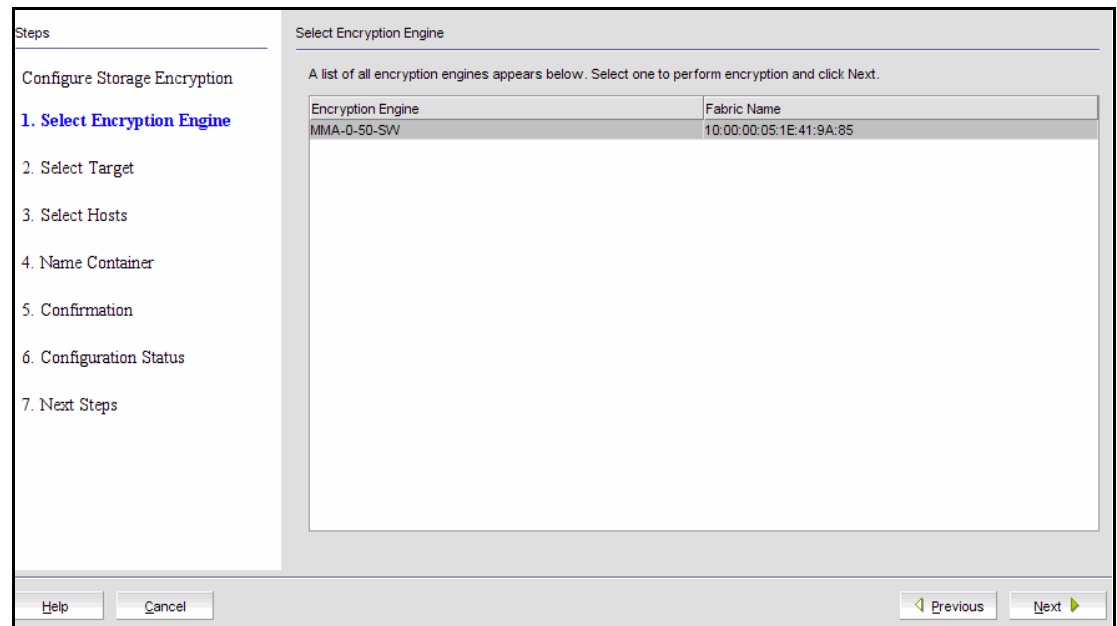 Steps
Configure Storage Encryption
1. Select Encryption Engine
2. Select Target
3. Select Hosts
4. Name Container
5. Confirmation
6. Configuration Status
7. Next Steps
Select Encryption Engine
A list of all encryption engines appears below. Select one to perform encryption and click Next.
Encryption Engine Fabric Name
MMA-0-50-SW 10:00:00:05:1E:41:9A:85
Help Cancel Previous Next